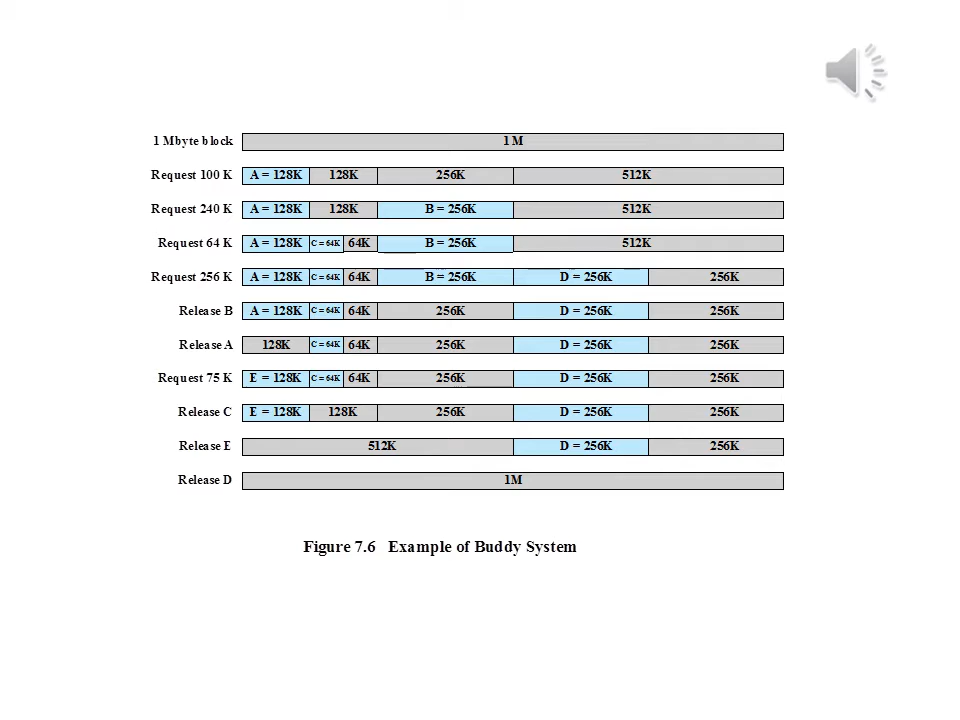 1 Mbyte block 1 M
Request 100 K A = 128K 128K 256K 512K
Request 240 K A = 128K 128K B = 256K 512K
Request 64 K A = 128K C = 64K 64K B = 256K 512K
Request 256 K A = 128K C = 64K 64K B = 256K D = 256K 256K
Release B A = 128K C = 64K 64K 256K D = 256K 256K
Release A 128K C = 64K 64K 256K D = 256K 256K
Request 75 K E = 128K C = 64K 64K 256K D = 256K 256K
Release C E = 128K 128K 256K D = 256K 256K
Release E 512K D = 256K 256K
Release D 1M
Figure 7.6 Example of Buddy System